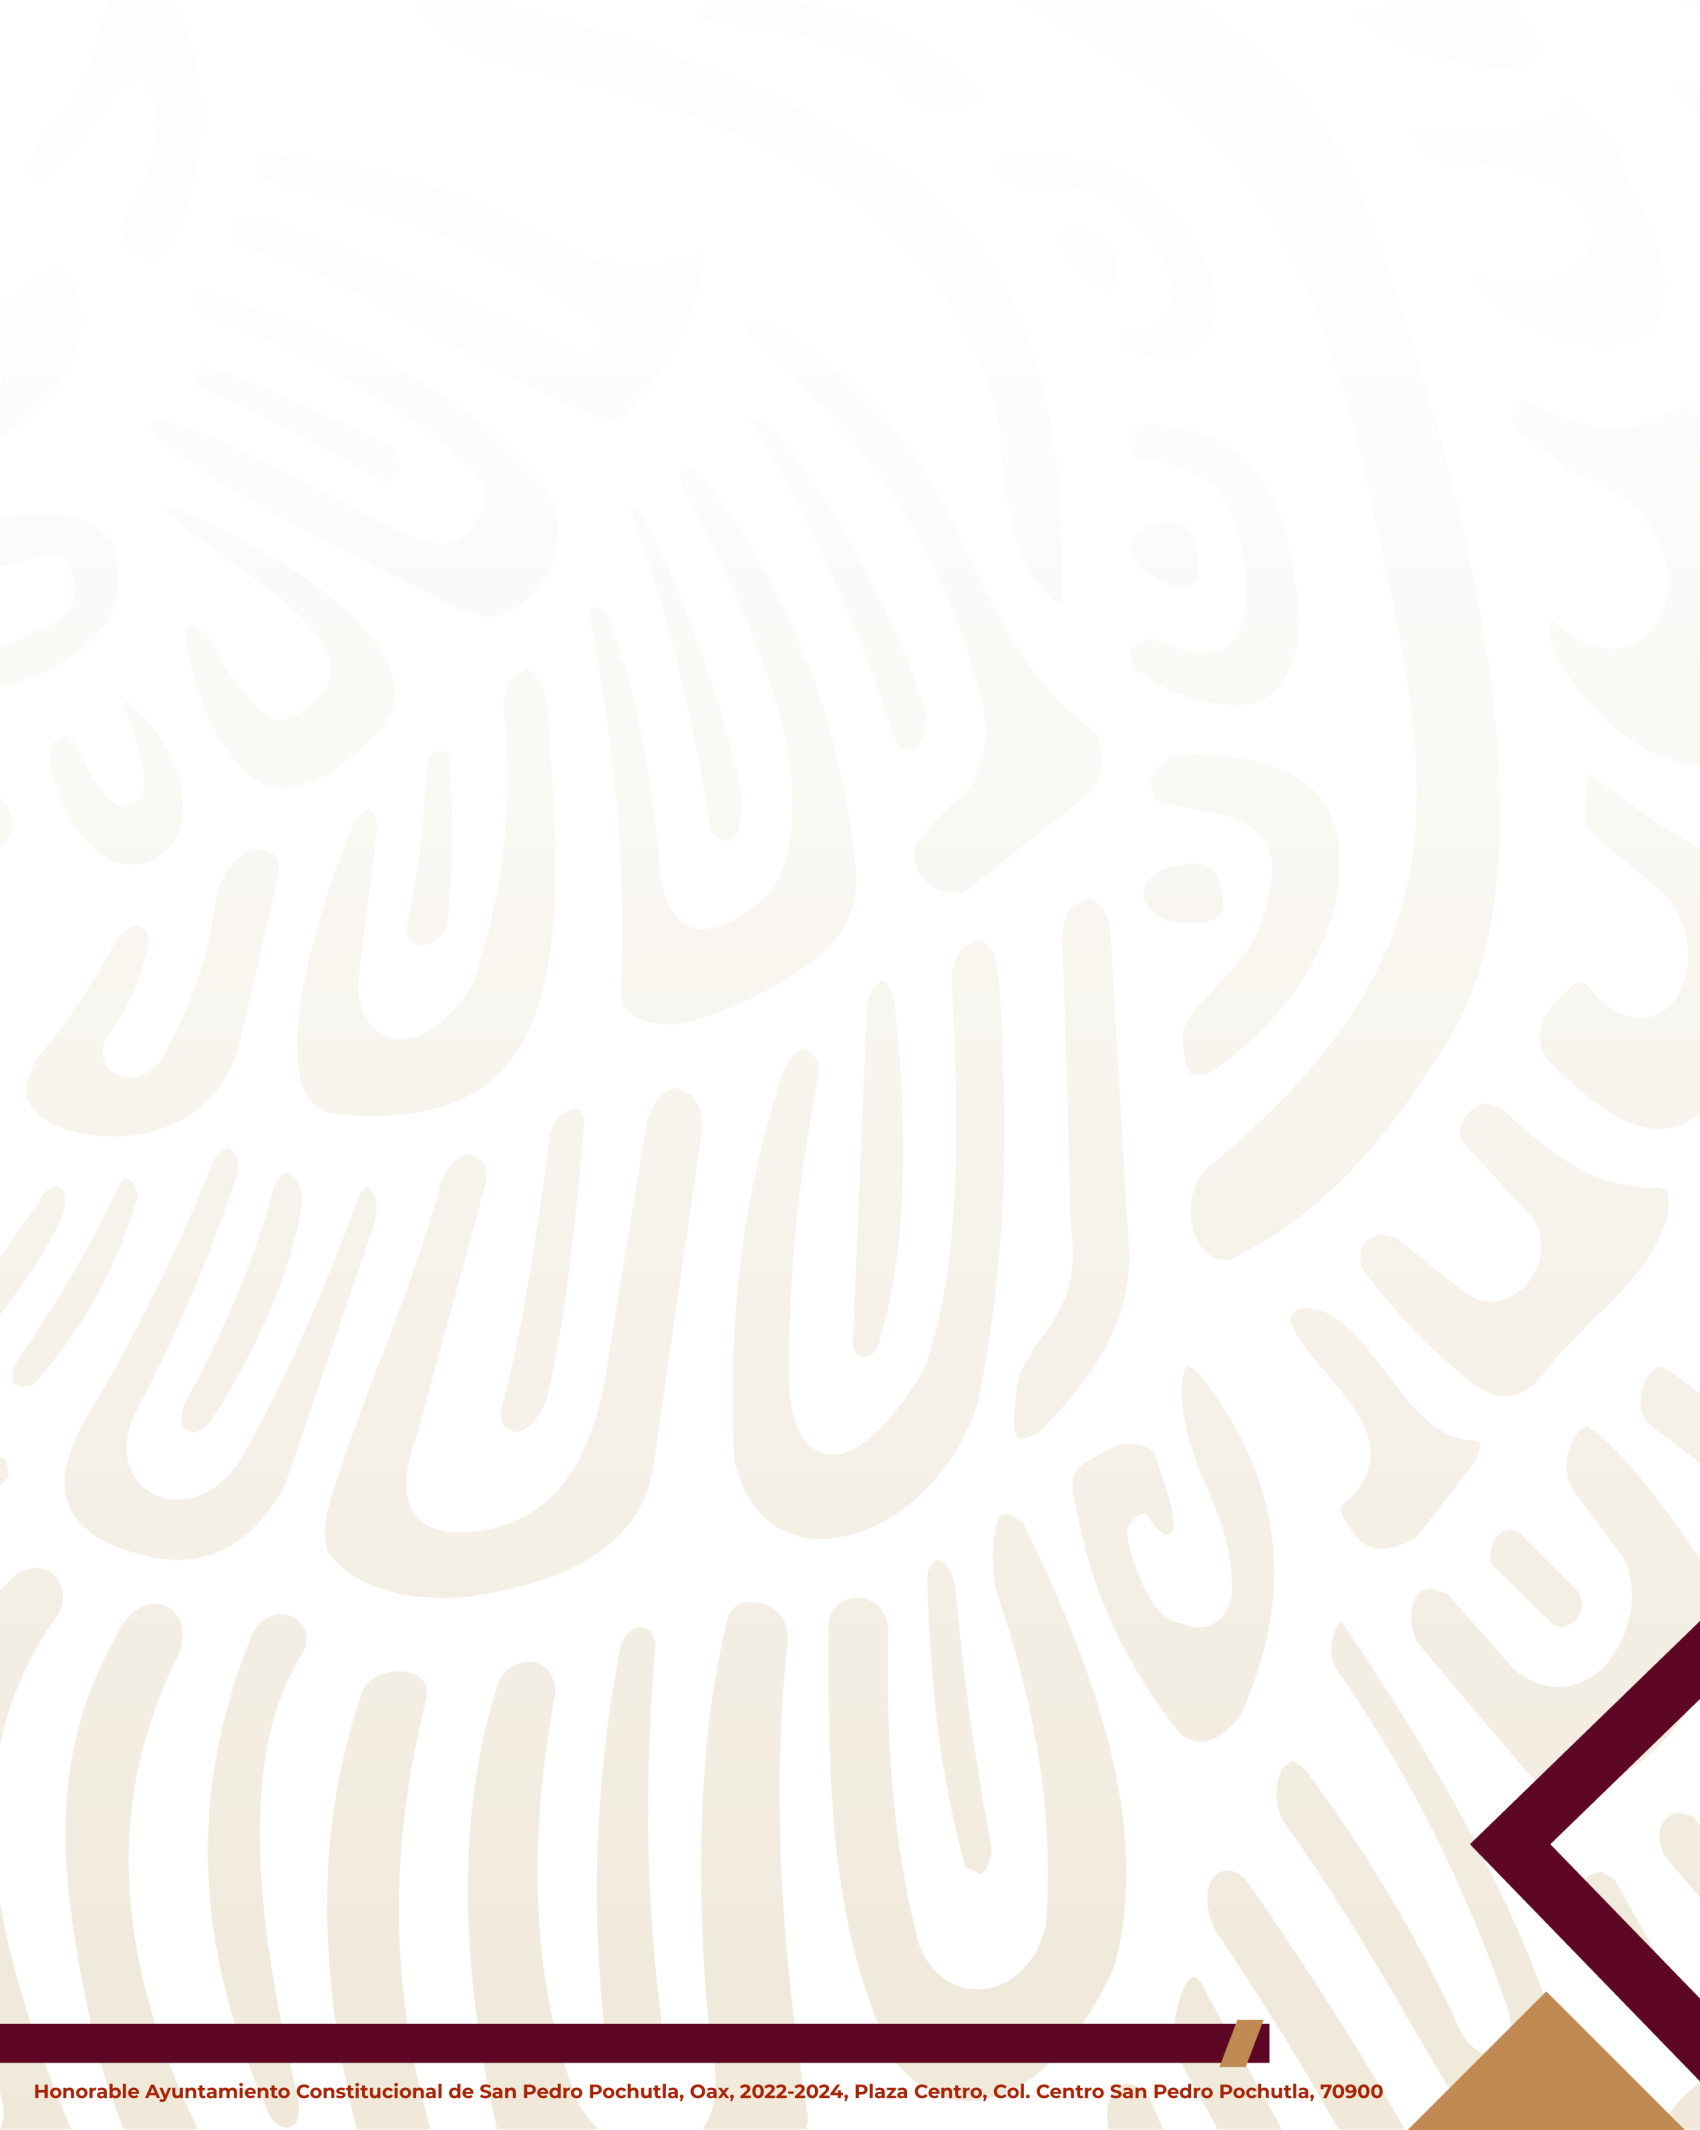 Honorable Ayuntamiento Constitucional de San Pedro Pochutla, Oax, 2022-2024, Plaza Centro, Col. Centro San Pedro Pochutla, 70900